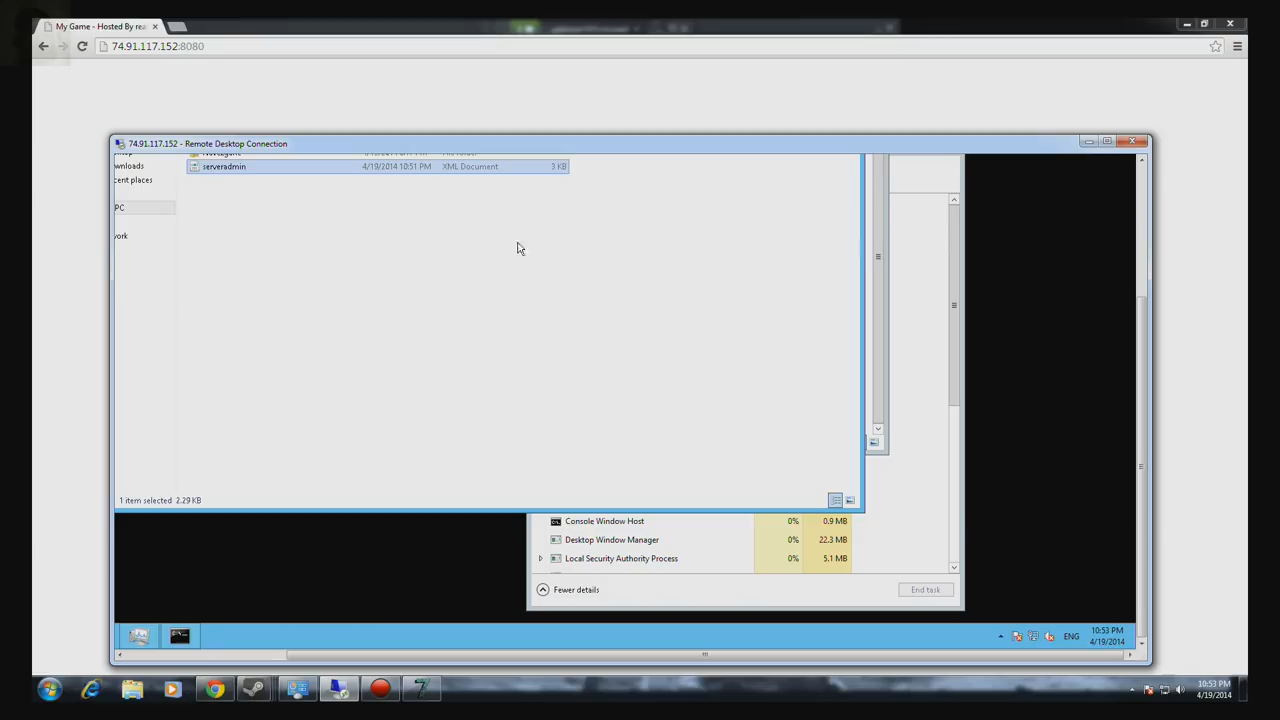 My Game - Hosted By rea
74.91.117.152:8080
74.91.117.152 - Remote Desktop Connection
wnloads
serveradmin 4/19/2014 10:51 PM XML Document 3 KB
cent places
PC
vork
1 item selected 2.29 KB
Console Window Host 0% 0.9 MB
Desktop Window Manager 0% 22.3 MB
Local Security Authority Process 0% 5.1 MB
Fewer details
End task
ENG
10:53 PM
4/19/2014
10:53 PM
4/19/2014